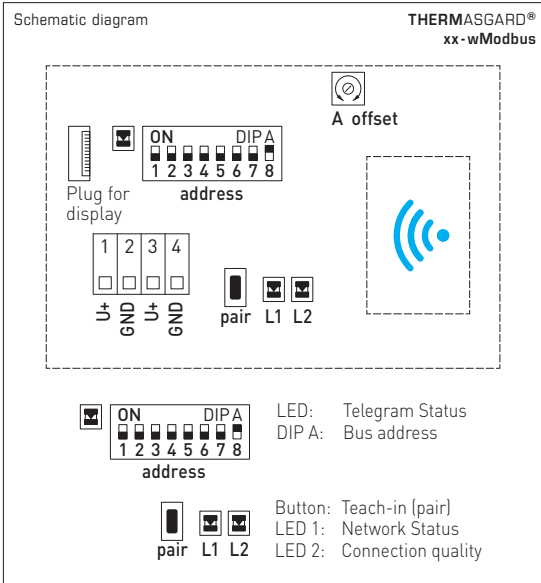 Schematic diagram
THERMASGARD®
xx-wModbus
A offset
ON DIP A
1 2 3 4 5 6 7 8
address
Plug for
display
1 2 3 4
U+ GND U+ GND
pair L1 L2
ON DIP A
1 2 3 4 5 6 7 8
address
LED: Telegram Status
DIP A: Bus address
pair L1 L2
Button: Teach-in (pair)
LED 1: Network Status
LED 2: Connection quality